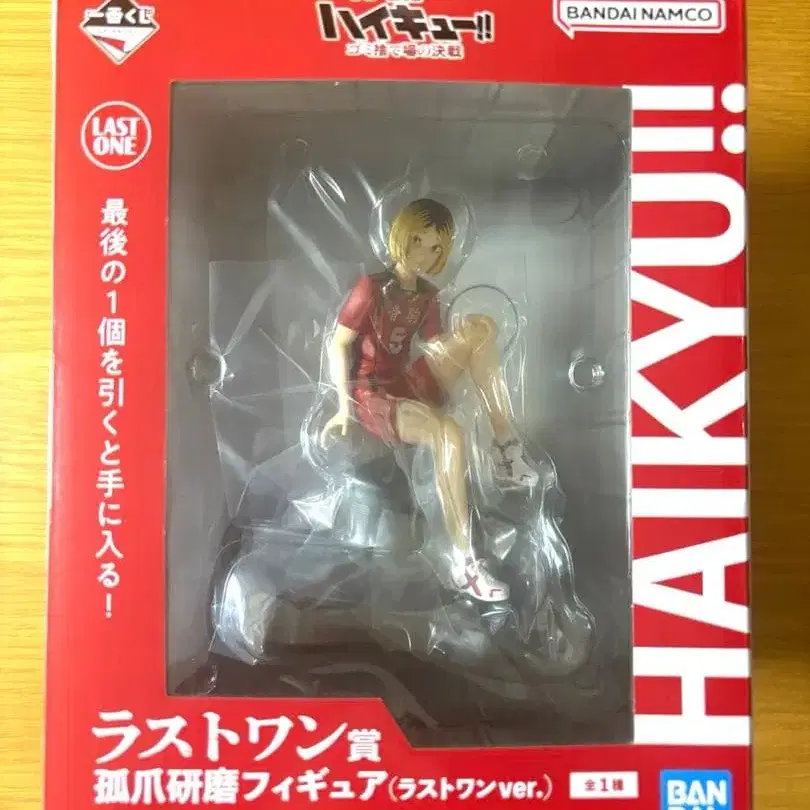 一番くじ
ハイキュー!!
ゴミ捨て場の決戦
BANDAI NAMCO
LAST
ONE
最後の1個を引くと手に入る!
5
HAIKYU!!
ラストワン賞
孤爪研磨フィギュア(ラストワンver.)
全1種
BAN